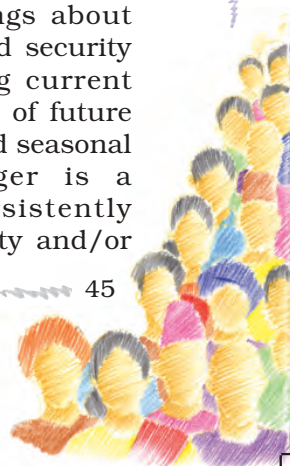 ngs about
d security
g current
of future
d seasonal
ger is a
sistently
ty and/or
45